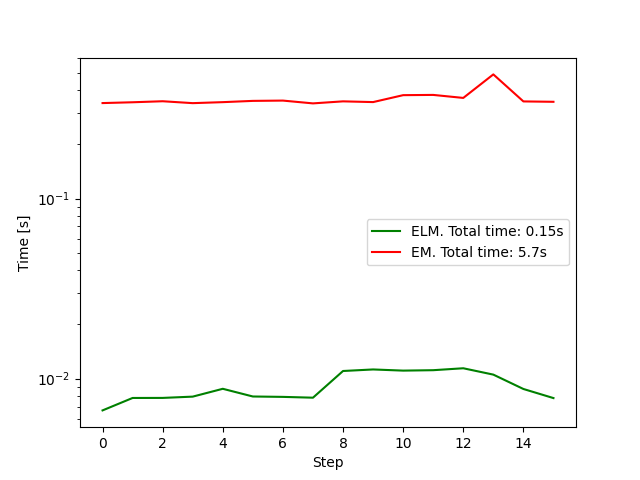 Time [s]
10⁻¹
10⁻²
ELM. Total time: 0.15s
EM. Total time: 5.7s
0 2 4 6 8 10 12 14
Step